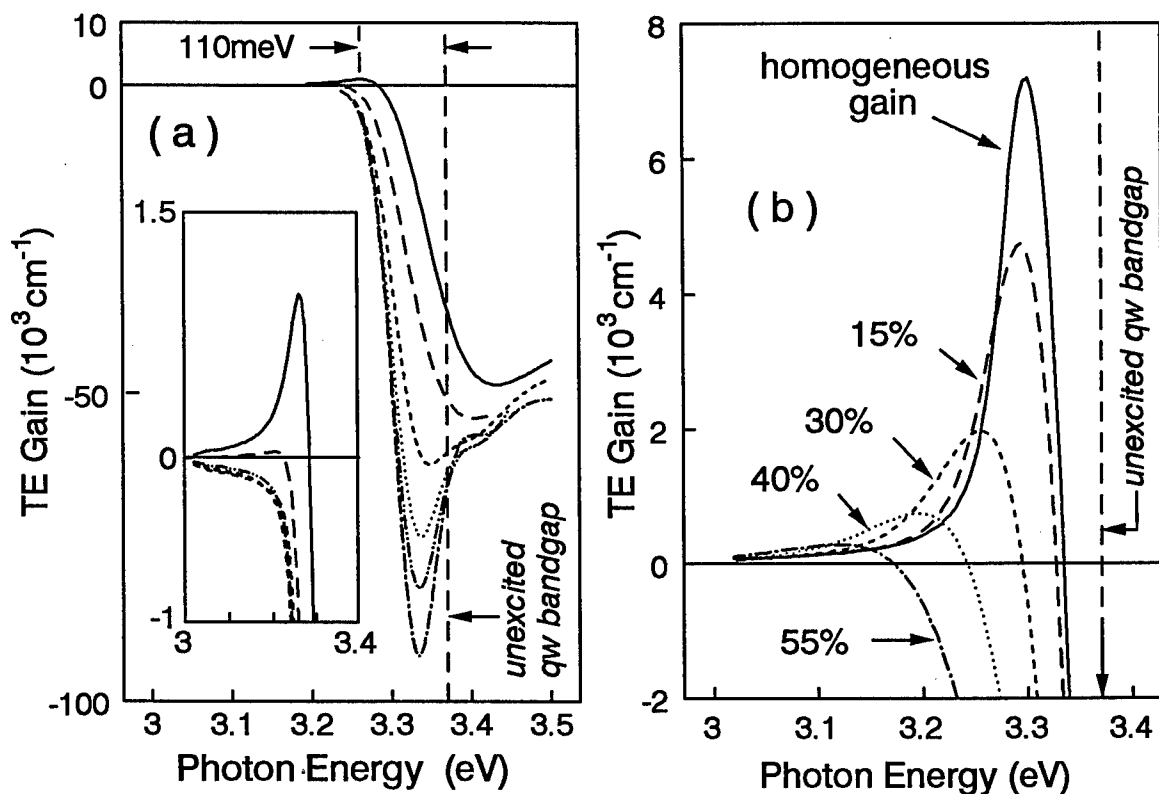 10
0
-50
-100
TE Gain (10³cm⁻¹)
110meV
(a)
1.5
0
-1
3
3.4
unexcited
qw bandgap
3
3.1
3.2
3.3
3.4
3.5
Photon Energy (eV)
8
6
4
2
0
-2
TE Gain (10³cm⁻¹)
homogeneous
gain
(b)
15%
30%
40%
55%
unexcited qw bandgap
3
3.1
3.2
3.3
3.4
Photon Energy (eV)